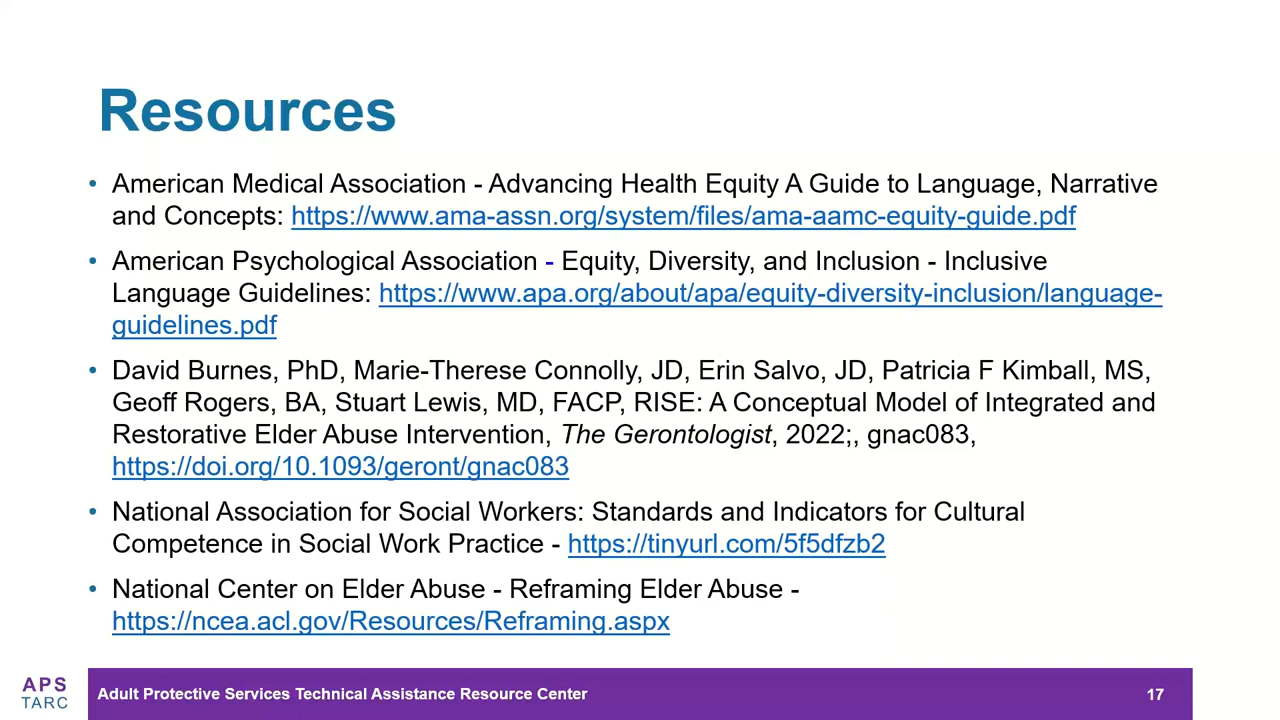 Resources
• American Medical Association - Advancing Health Equity A Guide to Language, Narrative
and Concepts: https://www.ama-assn.org/system/files/ama-aamc-equity-guide.pdf
• American Psychological Association - Equity, Diversity, and Inclusion - Inclusive
Language Guidelines: https://www.apa.org/about/apa/equity-diversity-inclusion/language-
guidelines.pdf
• David Burnes, PhD, Marie-Therese Connolly, JD, Erin Salvo, JD, Patricia F Kimball, MS,
Geoff Rogers, BA, Stuart Lewis, MD, FACP, RISE: A Conceptual Model of Integrated and
Restorative Elder Abuse Intervention, The Gerontologist, 2022;, gnac083,
https://doi.org/10.1093/geront/gnac083
• National Association for Social Workers: Standards and Indicators for Cultural
Competence in Social Work Practice - https://tinyurl.com/5f5dfzb2
• National Center on Elder Abuse - Reframing Elder Abuse -
https://ncea.acl.gov/Resources/Reframing.aspx
APS
TARC
Adult Protective Services Technical Assistance Resource Center
17